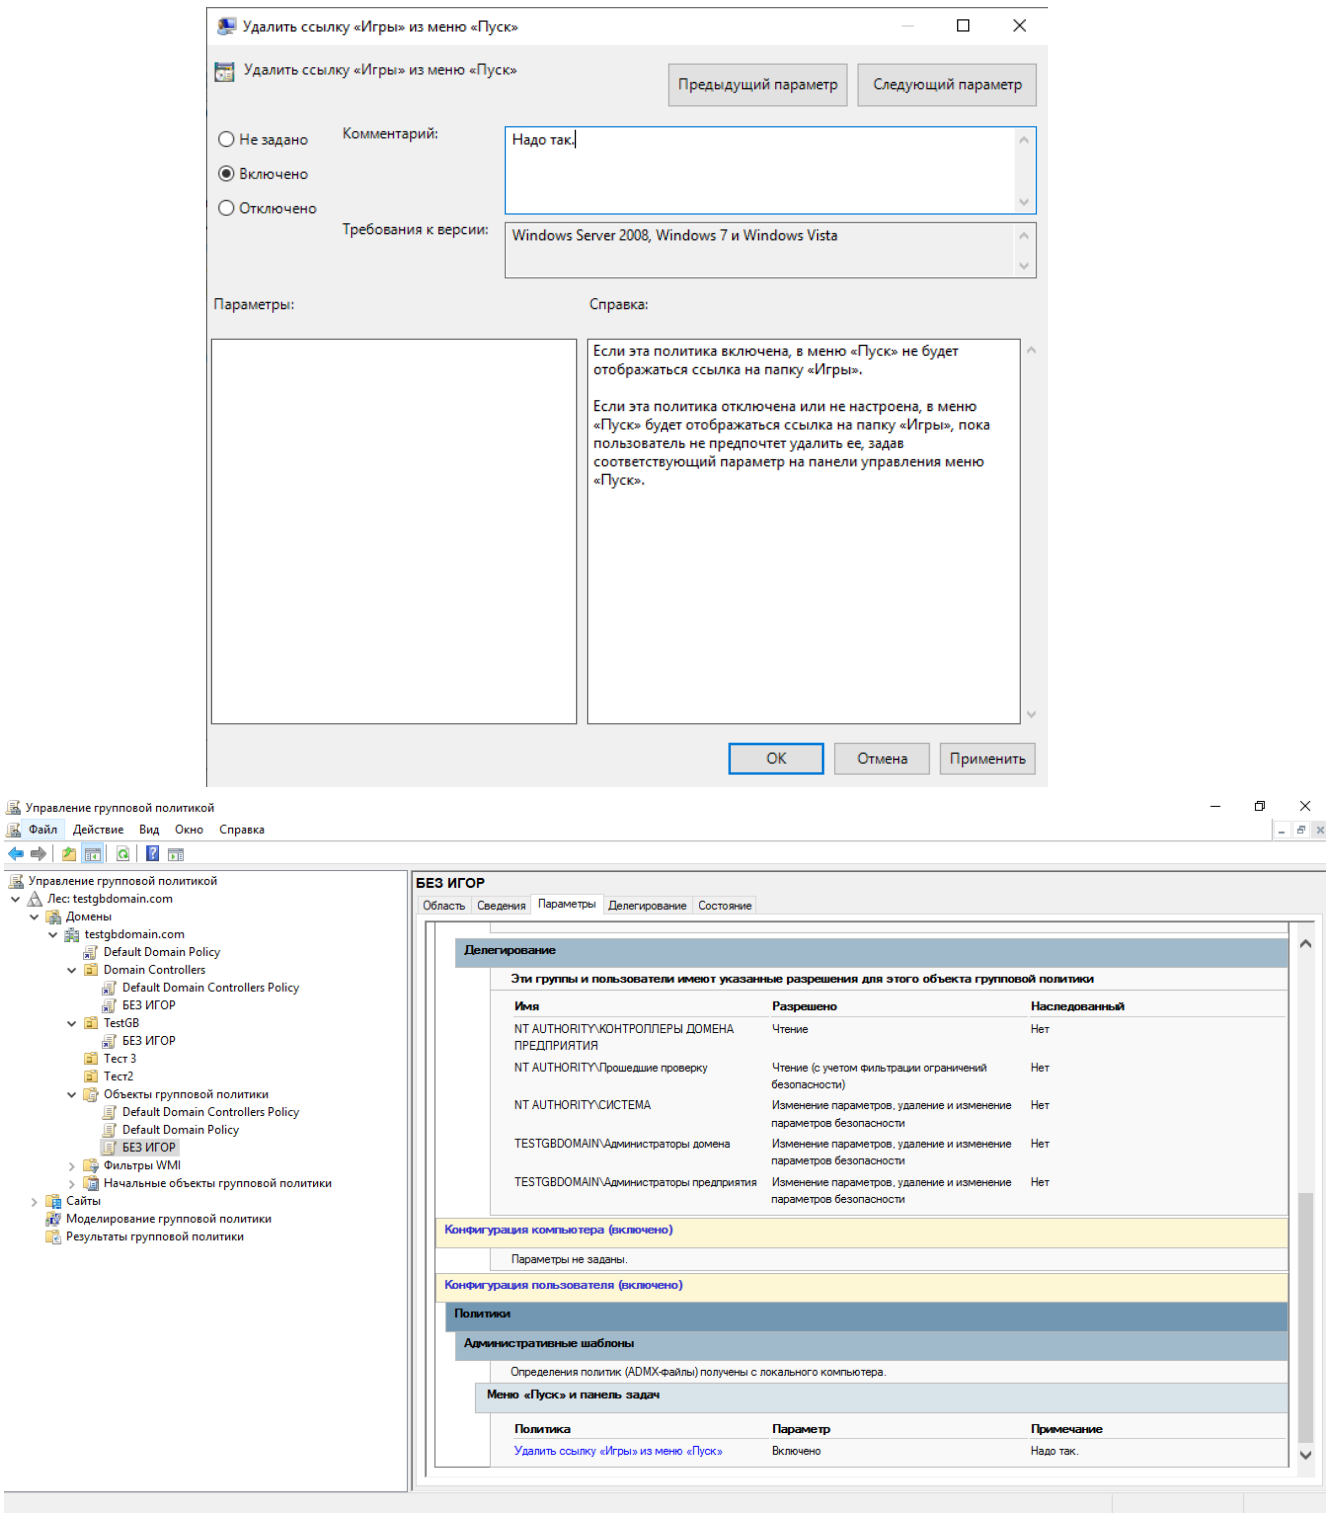 Удалить ссылку «Игры» из меню «Пуск»
Удалить ссылку «Игры» из меню «Пуск»
Предыдущий параметр
Следующий параметр
Не задано
Комментарий:
Надо так.
Включено
Отключено
Требования к версии:
Windows Server 2008, Windows 7 и Windows Vista
Параметры:
Справка:
Если эта политика включена, в меню «Пуск» не будет
отображаться ссылка на папку «Игры».
Если эта политика отключена или не настроена, в меню
«Пуск» будет отображаться ссылка на папку «Игры», пока
пользователь не предпочтет удалить ее, задав
соответствующий параметр на панели управления меню
«Пуск».
ОК
Отмена
Применить
Управление групповой политикой
Файл Действие Вид Окно Справка
Управление групповой политикой
Лес: testgbdomain.com
Домены
testgbdomain.com
Default Domain Policy
Domain Controllers
Default Domain Controllers Policy
БЕЗ ИГОР
TestGB
БЕЗ ИГОР
Тест 3
Тест2
Объекты групповой политики
Default Domain Controllers Policy
Default Domain Policy
БЕЗ ИГОР
Фильтры WMI
Начальные объекты групповой политики
Сайты
Моделирование групповой политики
Результаты групповой политики
БЕЗ ИГОР
Область Сведения Параметры Делегирование Состояние
Делегирование
Эти группы и пользователи имеют указанные разрешения для этого объекта групповой политики
Имя Разрешено Наследованный
NT AUTHORITY\КОНТРОЛЛЕРЫ ДОМЕНА Чтение Нет
ПРЕДПРИЯТИЯ
NT AUTHORITY\Прошедшие проверку Чтение (с учетом фильтрации ограничений Нет
безопасности)
NT AUTHORITY\СИСТЕМА Изменение параметров, удаление и изменение Нет
параметров безопасности
TESTGBDOMAIN\Администраторы домена Изменение параметров, удаление и изменение Нет
параметров безопасности
TESTGBDOMAIN\Администраторы предприятия Изменение параметров, удаление и изменение Нет
параметров безопасности
Конфигурация компьютера (включено)
Параметры не заданы.
Конфигурация пользователя (включено)
Политики
Административные шаблоны
Определения политик (ADMX-файлы) получены с локального компьютера.
Меню «Пуск» и панель задач
Политика Параметр Примечание
Удалить ссылку «Игры» из меню «Пуск» Включено Надо так.